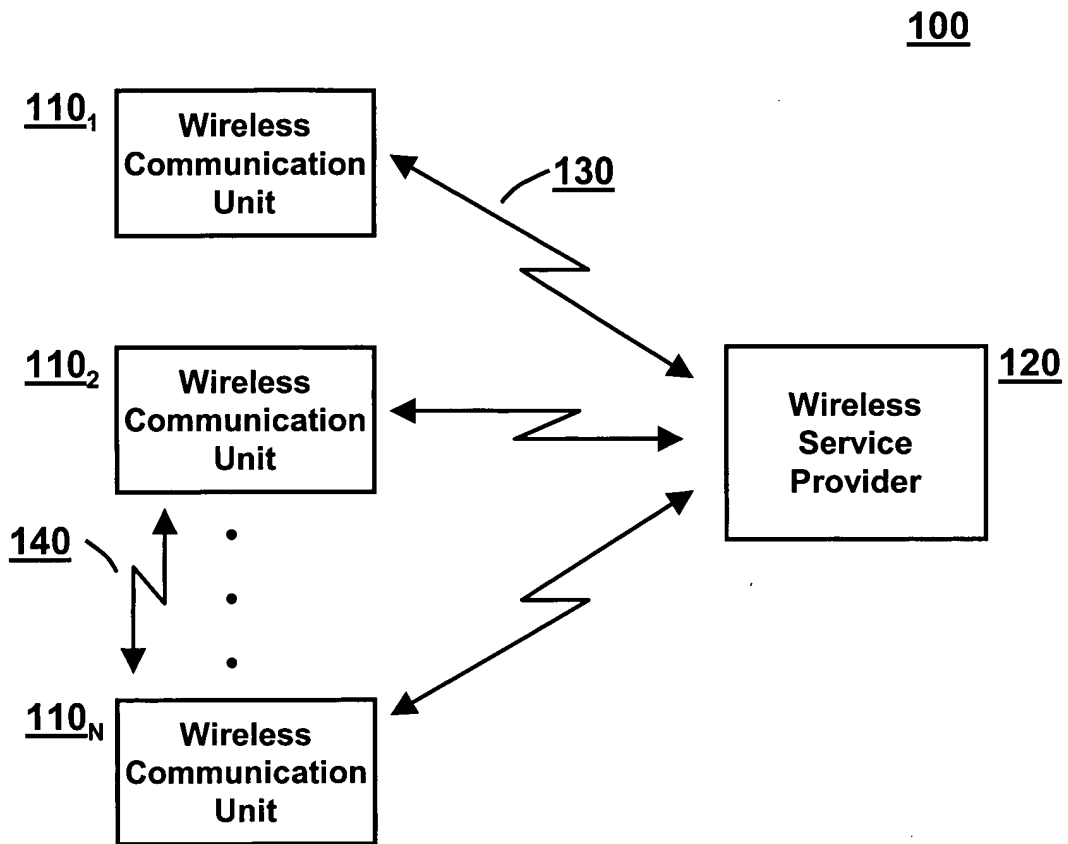 100
110₁
Wireless
Communication
Unit
130
110₂
Wireless
Communication
Unit
120
Wireless
Service
Provider
140
110N
Wireless
Communication
Unit